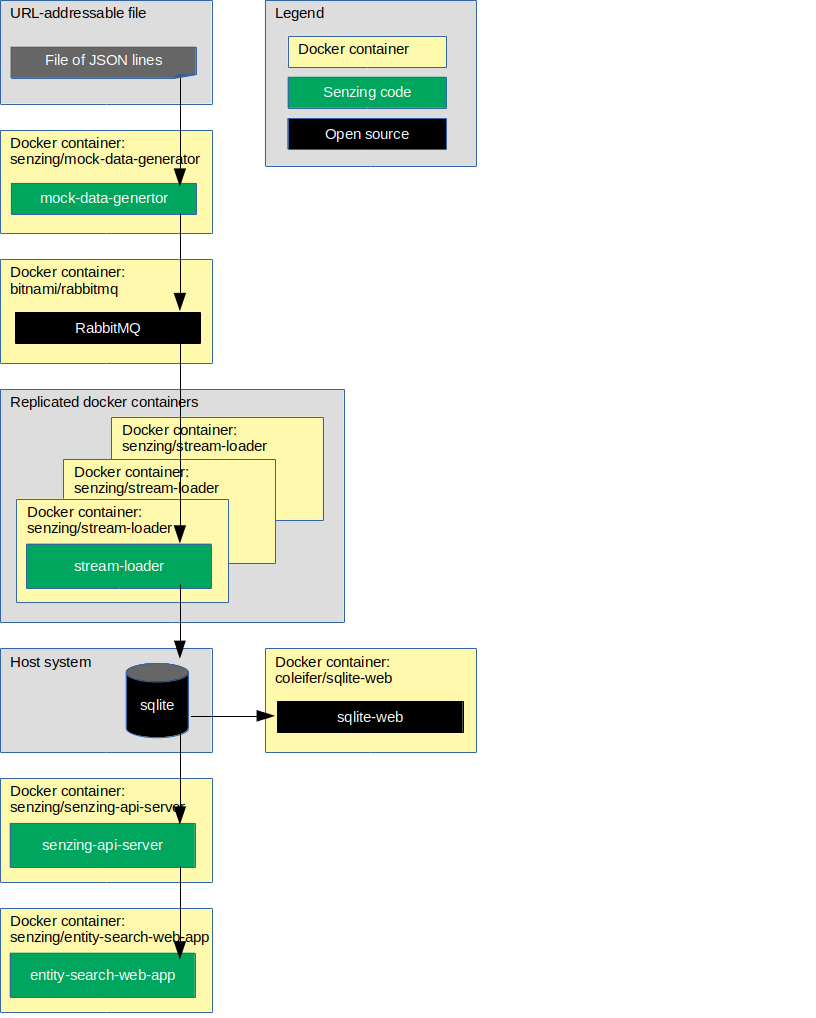 URL-addressable file
File of JSON lines
Legend
Docker container
Senzing code
Open source
Docker container:
senzing/mock-data-generator
mock-data-genertor
Docker container:
bitnami/rabbitmq
RabbitMQ
Replicated docker containers
Docker container:
senzing/stream-loader
Docker container:
senzing/stream-loader
Docker container:
senzing/stream-loader
stream-loader
Host system
sqlite
Docker container:
coleifer/sqlite-web
sqlite-web
Docker container:
senzing/senzing-api-server
senzing-api-server
Docker container:
senzing/entity-search-web-app
entity-search-web-app